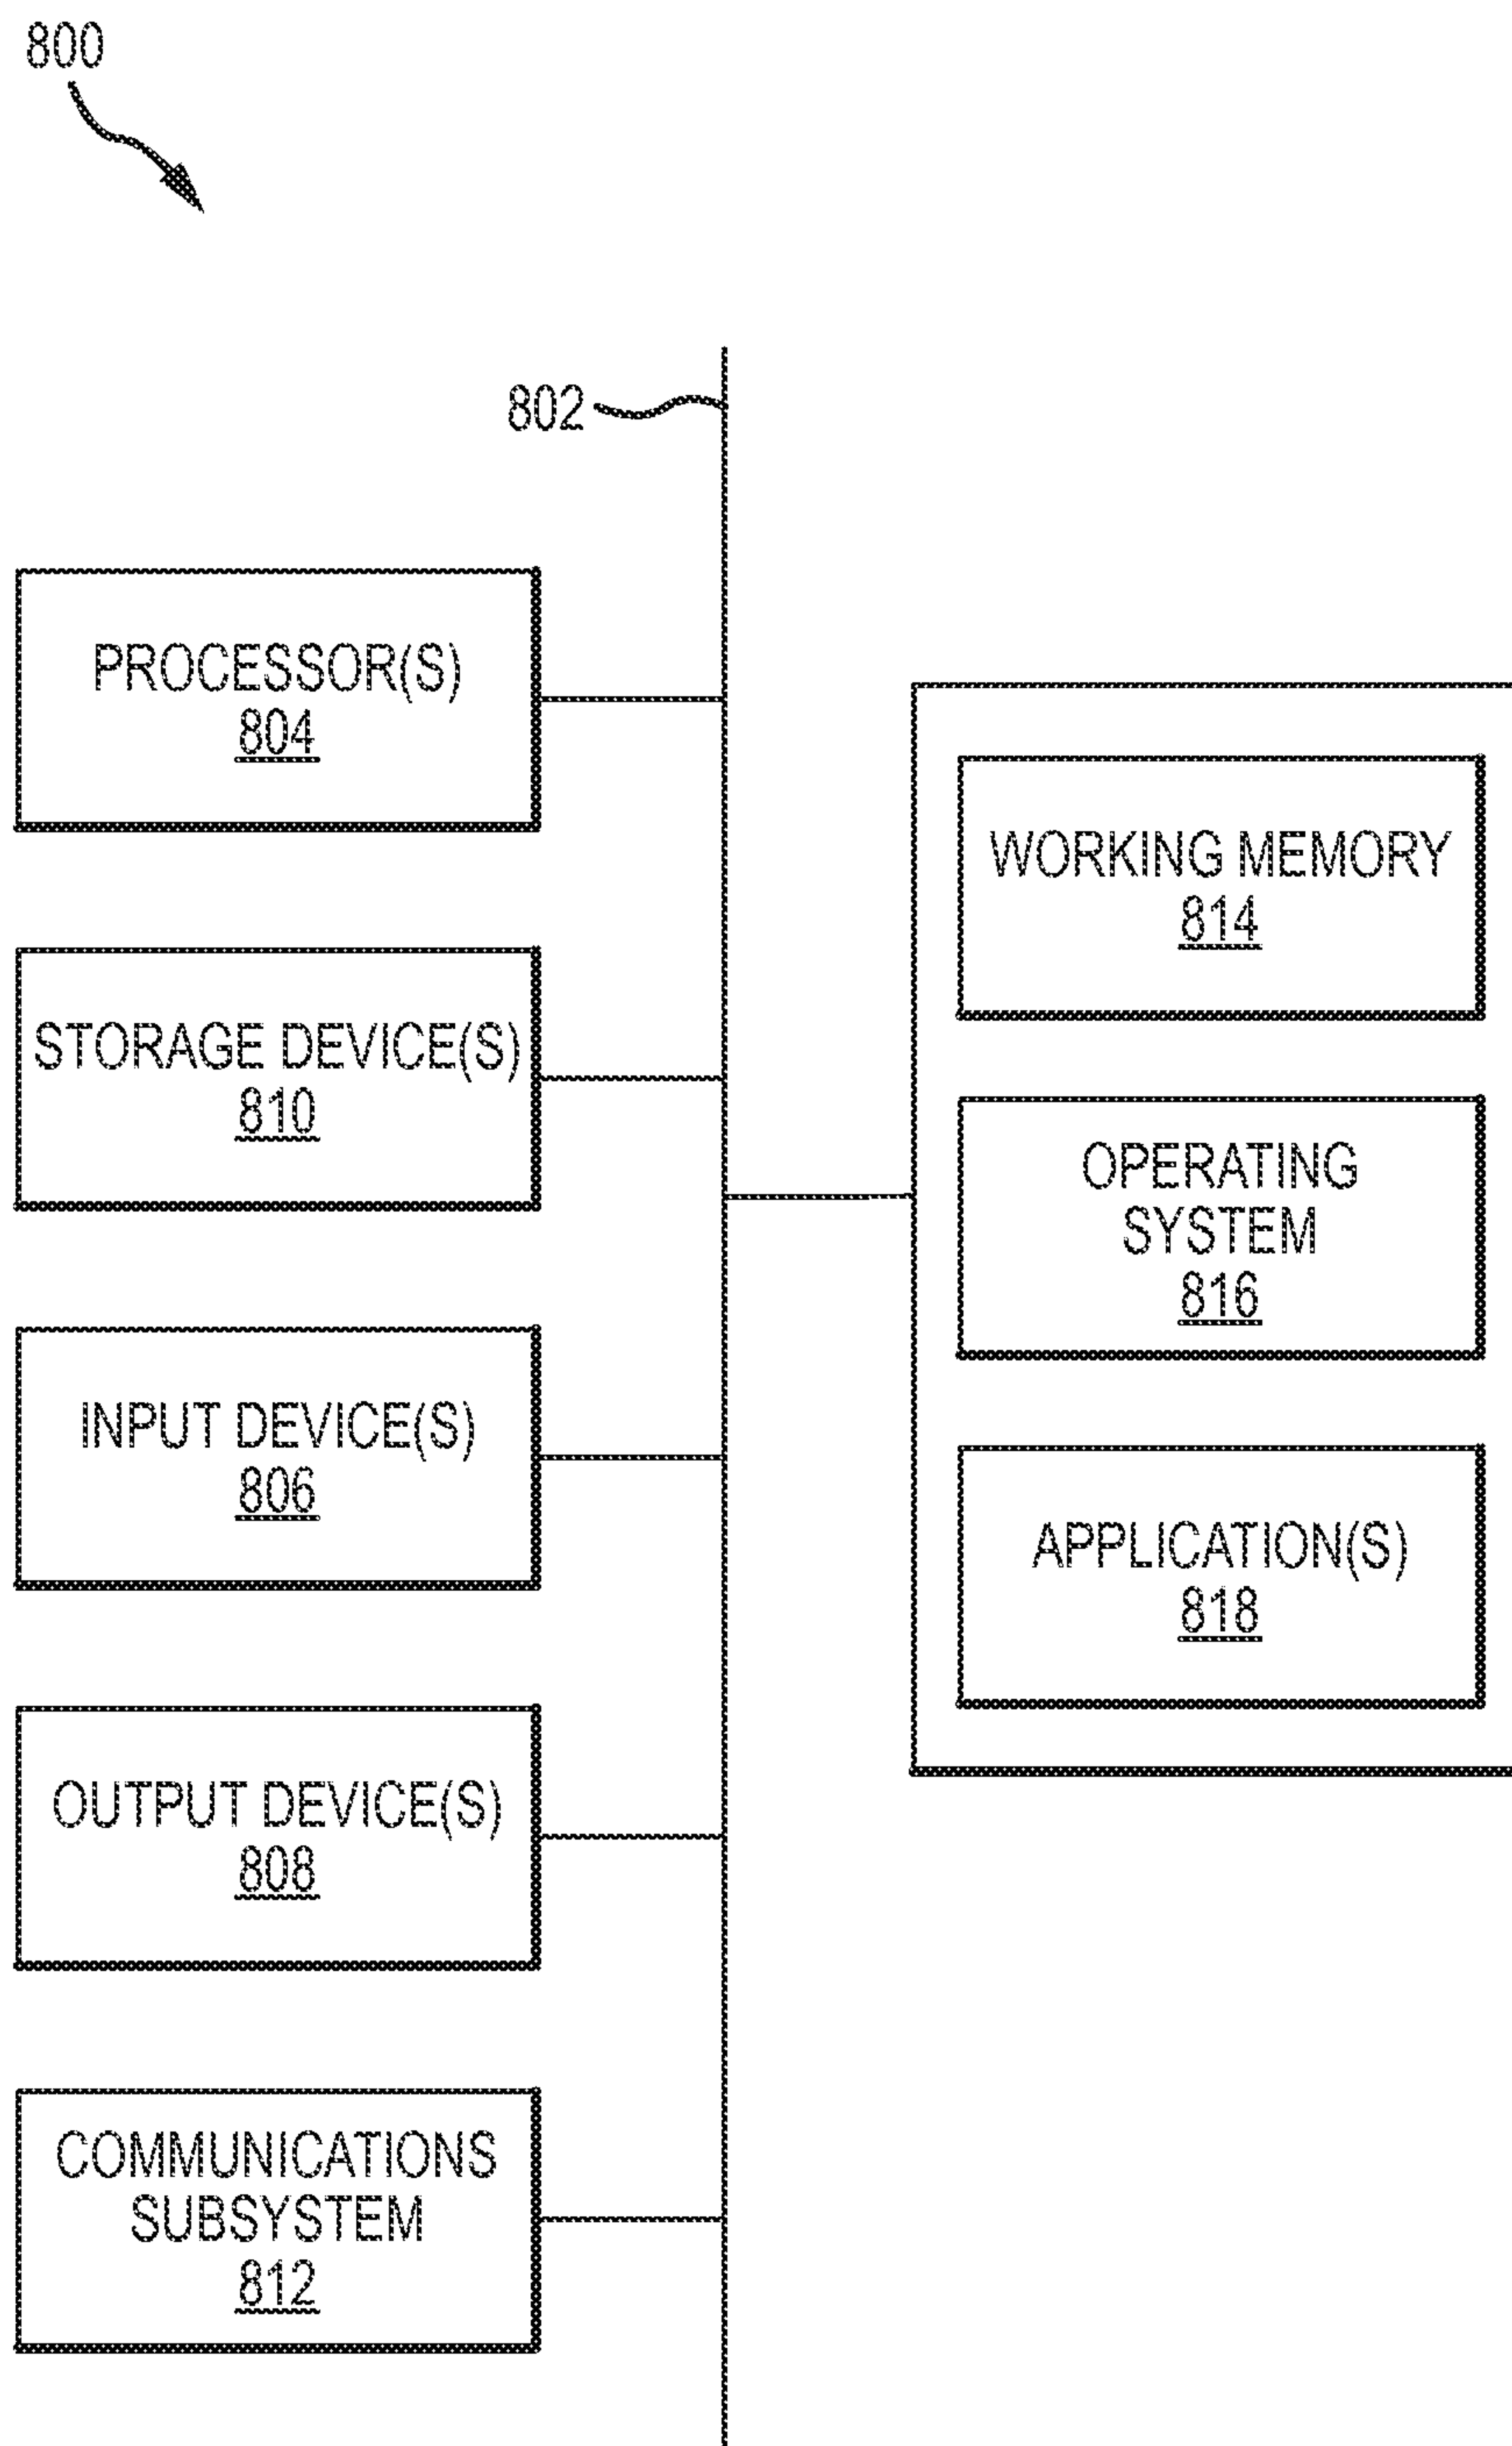 800
802
PROCESSOR(S)
804
STORAGE DEVICE(S)
810
INPUT DEVICE(S)
806
OUTPUT DEVICE(S)
808
COMMUNICATIONS
SUBSYSTEM
812
WORKING MEMORY
814
OPERATING
SYSTEM
816
APPLICATION(S)
818